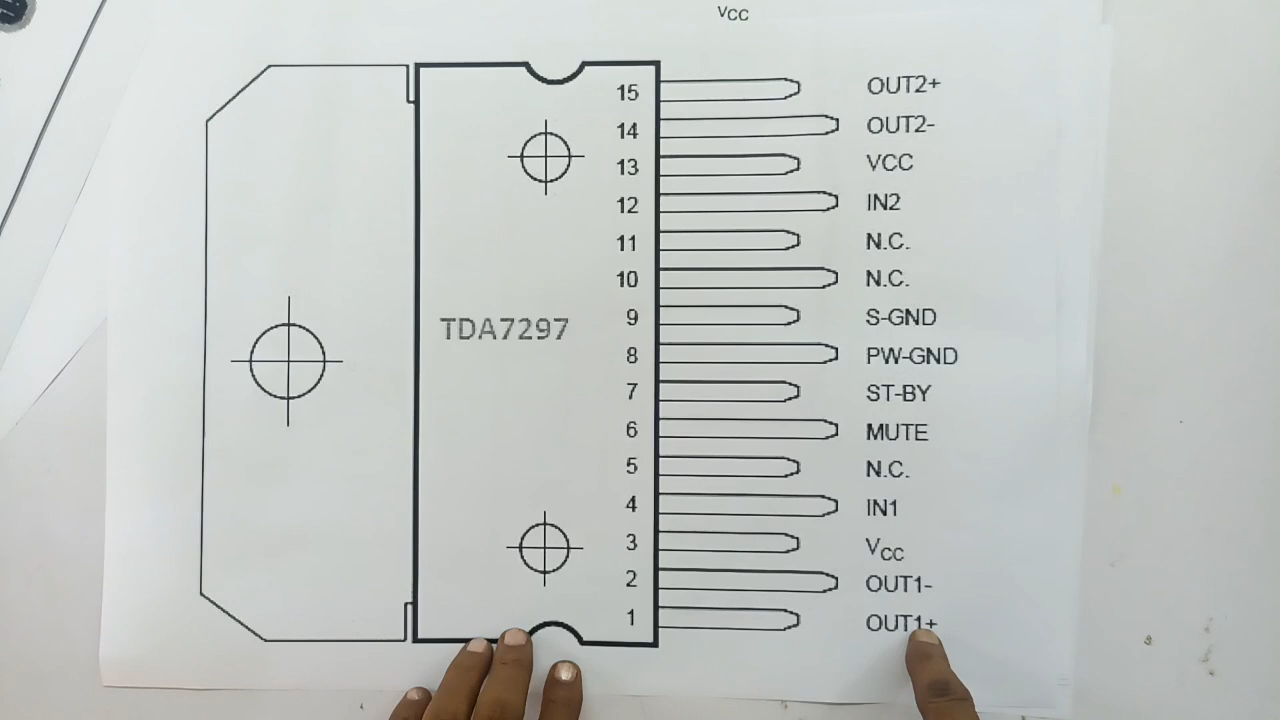 VCC
15 OUT2+
14 OUT2-
13 VCC
12 IN2
11 N.C.
10 N.C.
9 S-GND
TDA7297
8 PW-GND
7 ST-BY
6 MUTE
5 N.C.
4 IN1
3 VCC
2 OUT1-
1 OUT1+